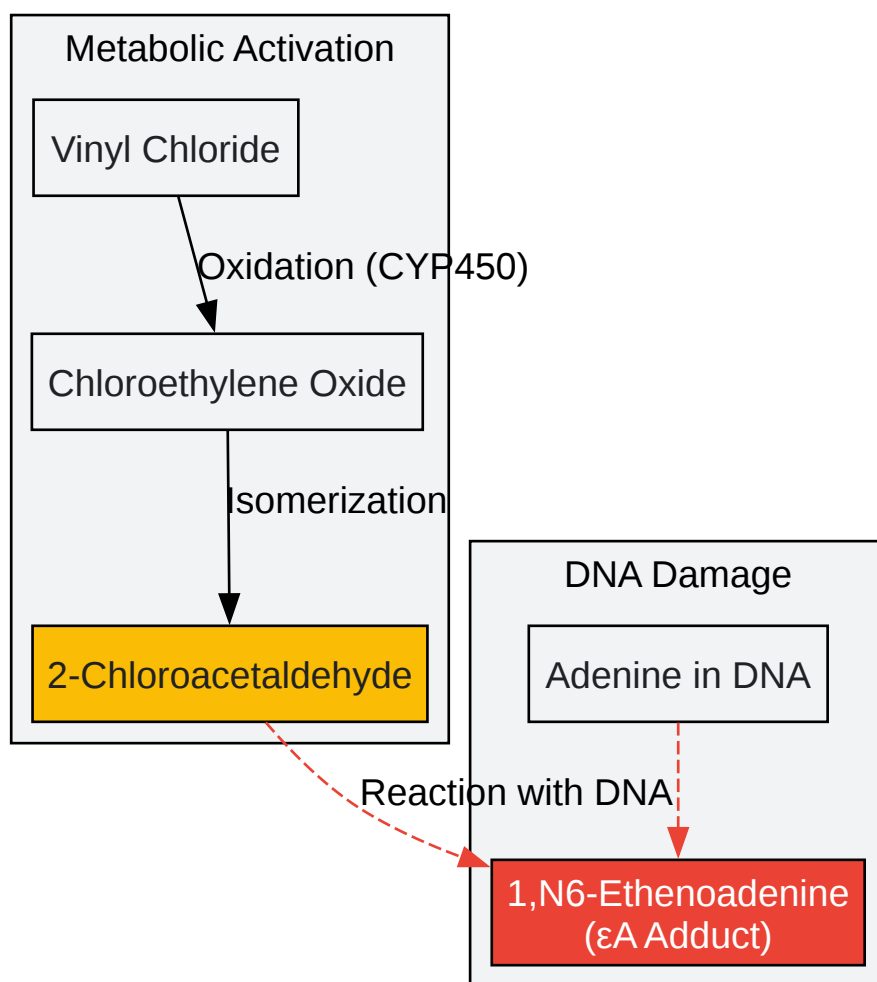 Metabolic Activation
Vinyl Chloride
Oxidation (CYP450)
Chloroethylene Oxide
Isomerization
2-Chloroacetaldehyde
DNA Damage
Adenine in DNA
Reaction with DNA
1,N6-Ethenoadenine
(εA Adduct)